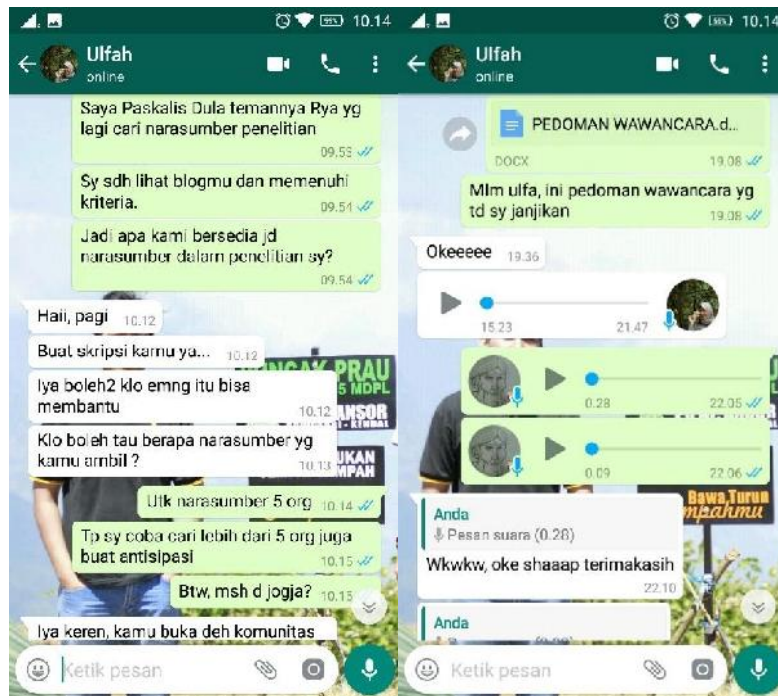 10.14
Ulfah
online
Saya Paskalis Dula temannya Rya yg
lagi cari narasumber penelitian
09.53
Sy sdh lihat blogmu dan memenuhi
kriteria.
09.54
Jadi apa kami bersedia jd
narasumber dalam penelitian sy?
09.54
Haii, pagi 10.12
Buat skripsi kamu ya... 10.12
Iya boleh2 klo emng itu bisa
membantu
10.12
Klo boleh tau berapa narasumber yg
kamu ambil ?
10.13
Utk narasumber 5 org 10.14
Tp sy coba cari lebih dari 5 org juga
buat antisipasi
10.15
Btw, msh d jogja? 10.15
Iya keren, kamu buka deh komunitas
Ketik pesan
10.14
Ulfah
online
PEDOMAN WAWANCARA.d...
DOCX 19.08
Mlm ulfa, ini pedoman wawancara yg
td sy janjikan
19.08
Okeeeee 19.36
15.23 21.47
0.28 22.05
0.09 22.06
Anda
Pesan suara (0.28)
Wkwkw, oke shaaap terimakasih
22.10
Anda
Ketik pesan
PRAU
MDPL
KENDAL
Bawa, Turun